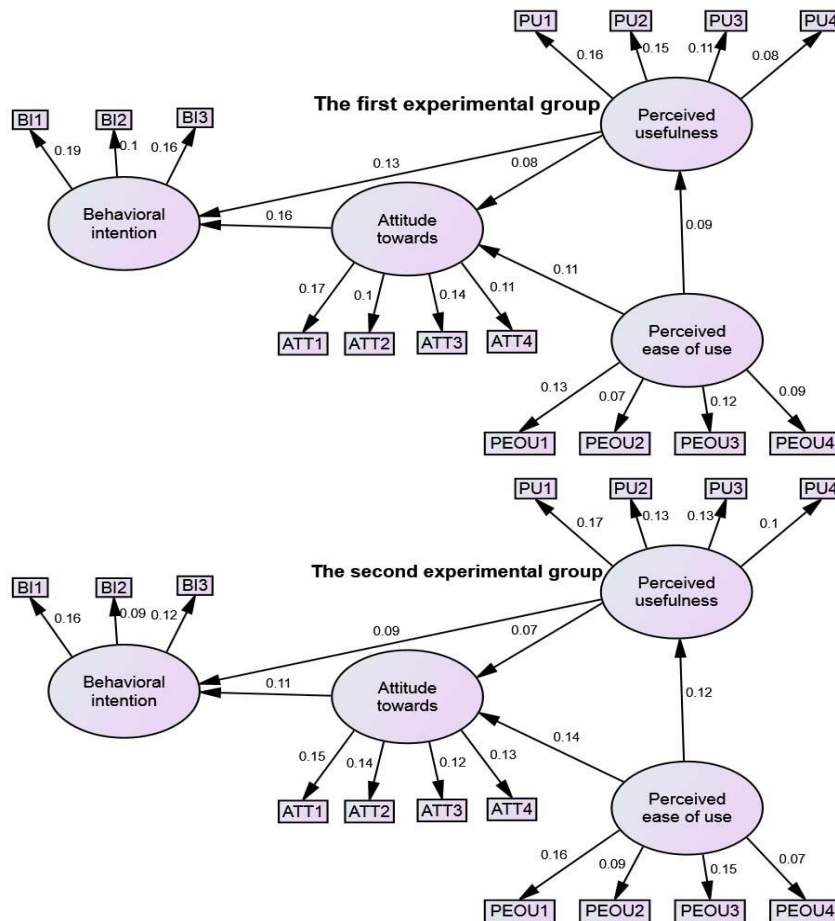 PU1 PU2 PU3 PU4
0.16 0.15 0.11 0.08
The first experimental group
Perceived
usefulness
BI1 BI2 BI3
0.19 0.1 0.16
0.13
0.08
Behavioral
intention
0.16
Attitude
towards
0.09
0.17 0.1 0.14 0.11
0.11
ATT1 ATT2 ATT3 ATT4
Perceived
ease of use
0.13 0.07 0.12 0.09
PEOU1 PEOU2 PEOU3 PEOU4
PU1 PU2 PU3 PU4
0.17 0.13 0.13 0.1
The second experimental group
Perceived
usefulness
BI1 BI2 BI3
0.16 0.09 0.12
0.09
0.07
Behavioral
intention
0.11
Attitude
towards
0.12
0.15 0.14 0.12 0.13
0.14
ATT1 ATT2 ATT3 ATT4
Perceived
ease of use
0.16 0.09 0.15 0.07
PEOU1 PEOU2 PEOU3 PEOU4